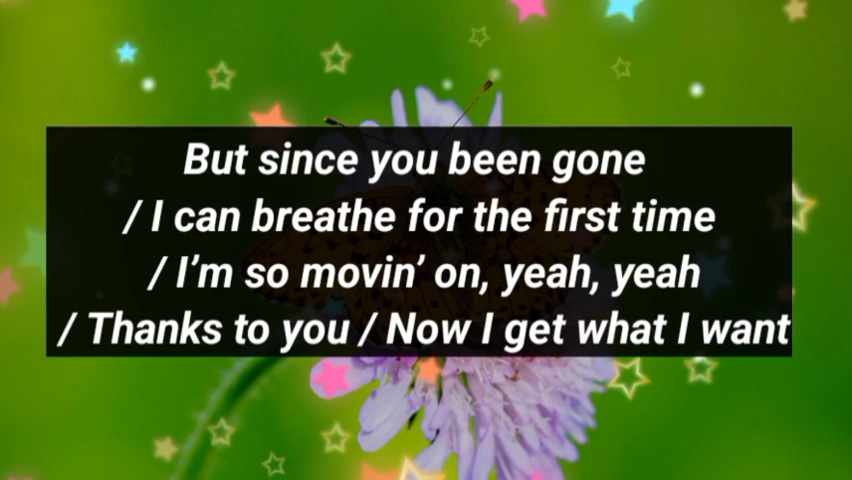 But since you been gone
/ I can breathe for the first time
/ I’m so movin’ on, yeah, yeah
/ Thanks to you / Now I get what I want